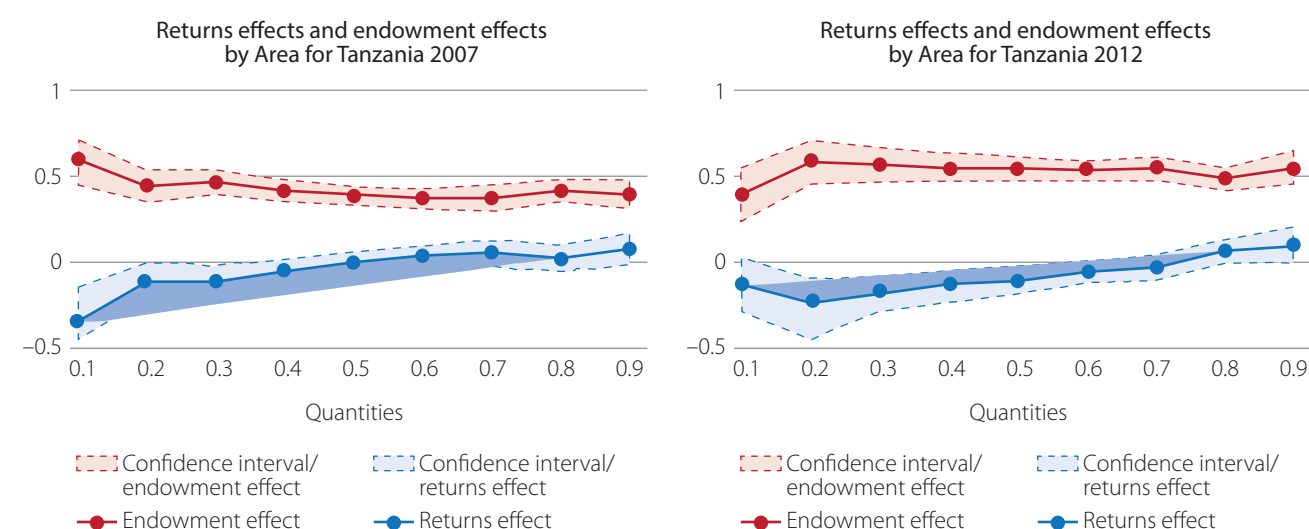 Returns effects and endowment effects
by Area for Tanzania 2007
1
0.5
0
–0.5
0.1 0.2 0.3 0.4 0.5 0.6 0.7 0.8 0.9
Quantities
Confidence interval/
endowment effect
Confidence interval/
returns effect
Endowment effect
Returns effect
Returns effects and endowment effects
by Area for Tanzania 2012
1
0.5
0
–0.5
0.1 0.2 0.3 0.4 0.5 0.6 0.7 0.8 0.9
Quantities
Confidence interval/
endowment effect
Confidence interval/
returns effect
Endowment effect
Returns effect